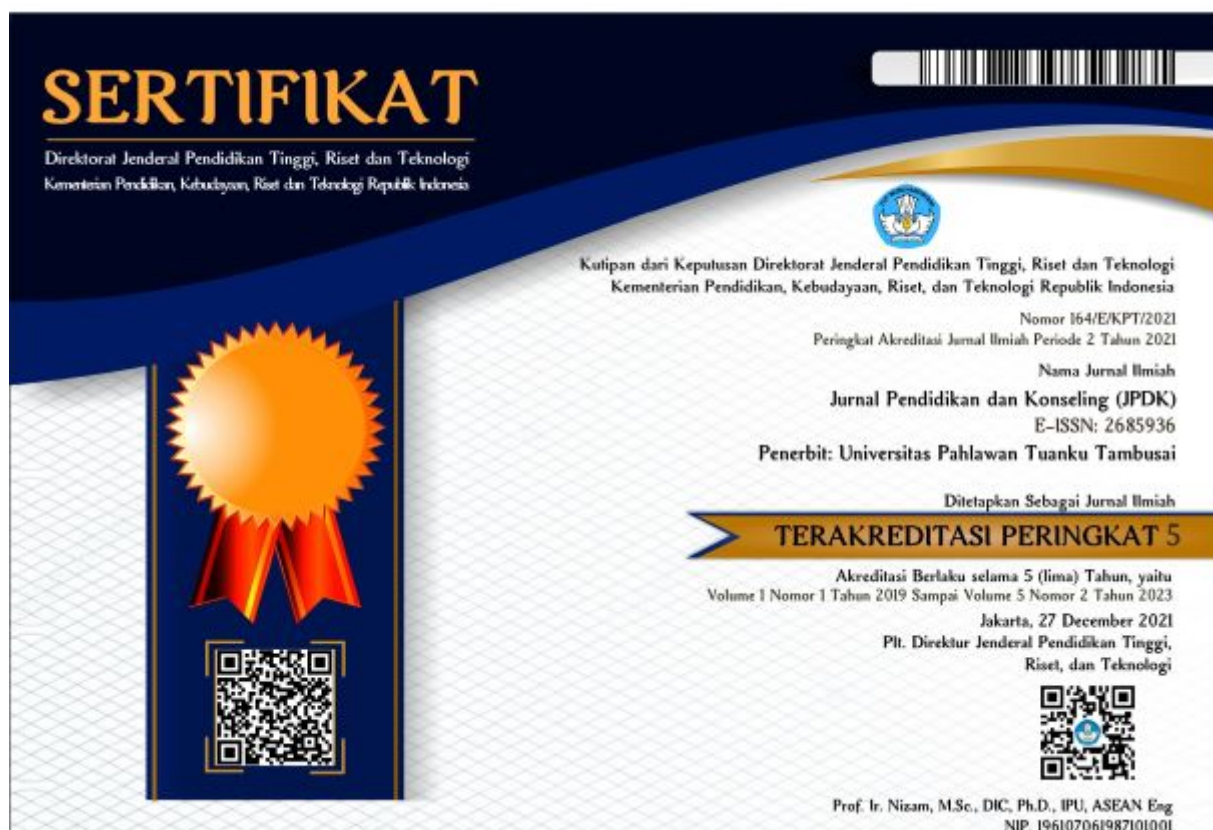 SERTIFIKAT
Direktorat Jenderal Pendidikan Tinggi, Riset dan Teknologi
Kementerian Pendidikan, Kebudayaan, Riset dan Teknologi Republik Indonesia
Kutipan dari Keputusan Direktorat Jenderal Pendidikan Tinggi, Riset dan Teknologi
Kementerian Pendidikan, Kebudayaan, Riset, dan Teknologi Republik Indonesia
Nomor 164/E/KPT/2021
Peringkat Akreditasi Jurnal Ilmiah Periode 2 Tahun 2021
Nama Jurnal Ilmiah
Jurnal Pendidikan dan Konseling (JPDK)
E-ISSN: 2685936
Penerbit: Universitas Pahlawan Tuanku Tambusai
Ditetapkan Sebagai Jurnal Ilmiah
TERAKREDITASI PERINGKAT 5
Akreditasi Berlaku selama 5 (lima) Tahun, yaitu
Volume 1 Nomor 1 Tahun 2019 Sampai Volume 5 Nomor 2 Tahun 2023
Jakarta, 27 December 2021
Plt. Direktur Jenderal Pendidikan Tinggi,
Riset, dan Teknologi
Prof. Ir. Nizam, M.Sc., DIC, Ph.D., IPU, ASEAN Eng
NIP. 196107061987101001